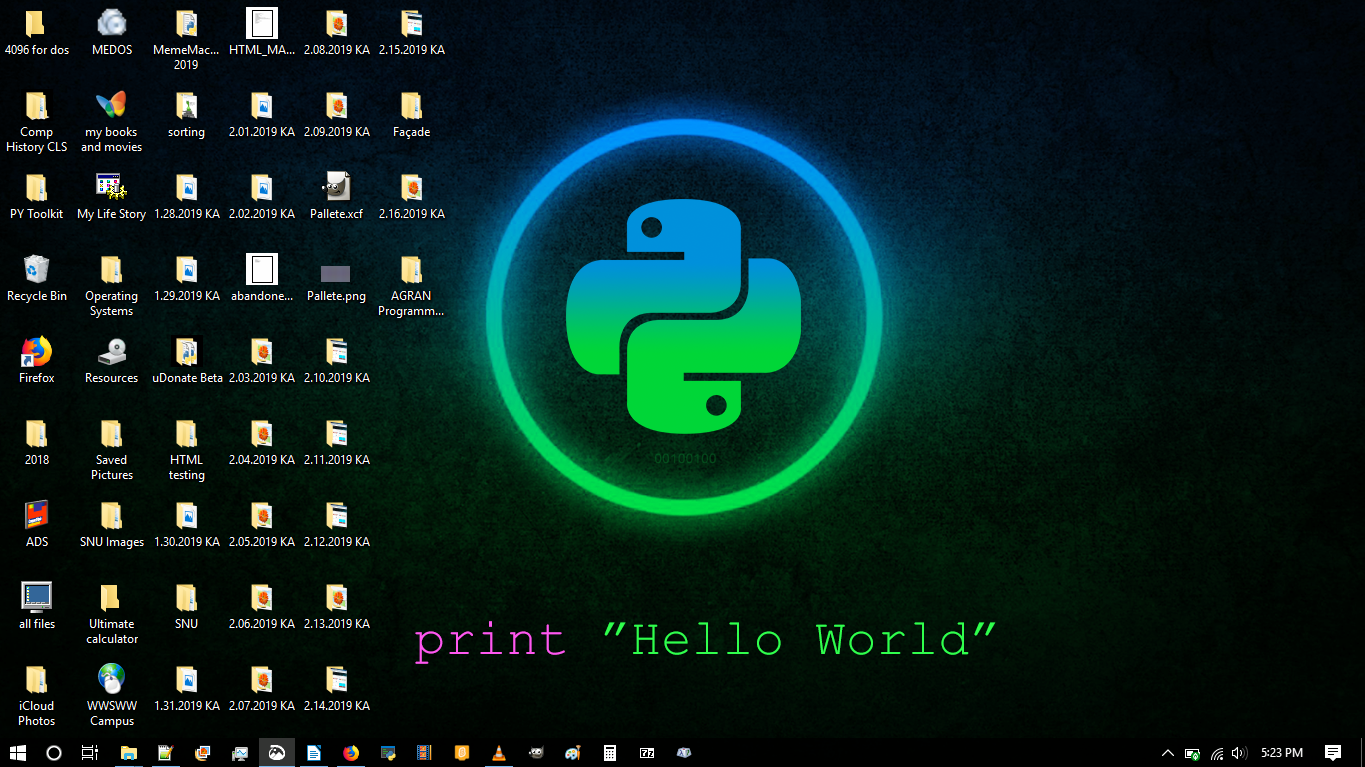 4096 for dos
MEDOS
MemeMac...
2019
HTML_MA...
2.08.2019 KA
2.15.2019 KA
Comp
History CLS
my books
and movies
sorting
2.01.2019 KA
2.09.2019 KA
Façade
PY Toolkit
My Life Story
1.28.2019 KA
2.02.2019 KA
Pallete.xcf
2.16.2019 KA
Recycle Bin
Operating
Systems
1.29.2019 KA
abandone...
Pallete.png
AGRAN
Programm...
Firefox
Resources
uDonate Beta
2.03.2019 KA
2.10.2019 KA
2018
Saved
Pictures
HTML
testing
2.04.2019 KA
2.11.2019 KA
00100100
ADS
SNU Images
1.30.2019 KA
2.05.2019 KA
2.12.2019 KA
all files
Ultimate
calculator
SNU
2.06.2019 KA
2.13.2019 KA
print "Hello World"
iCloud
Photos
WWSWW
Campus
1.31.2019 KA
2.07.2019 KA
2.14.2019 KA
7z
5:23 PM